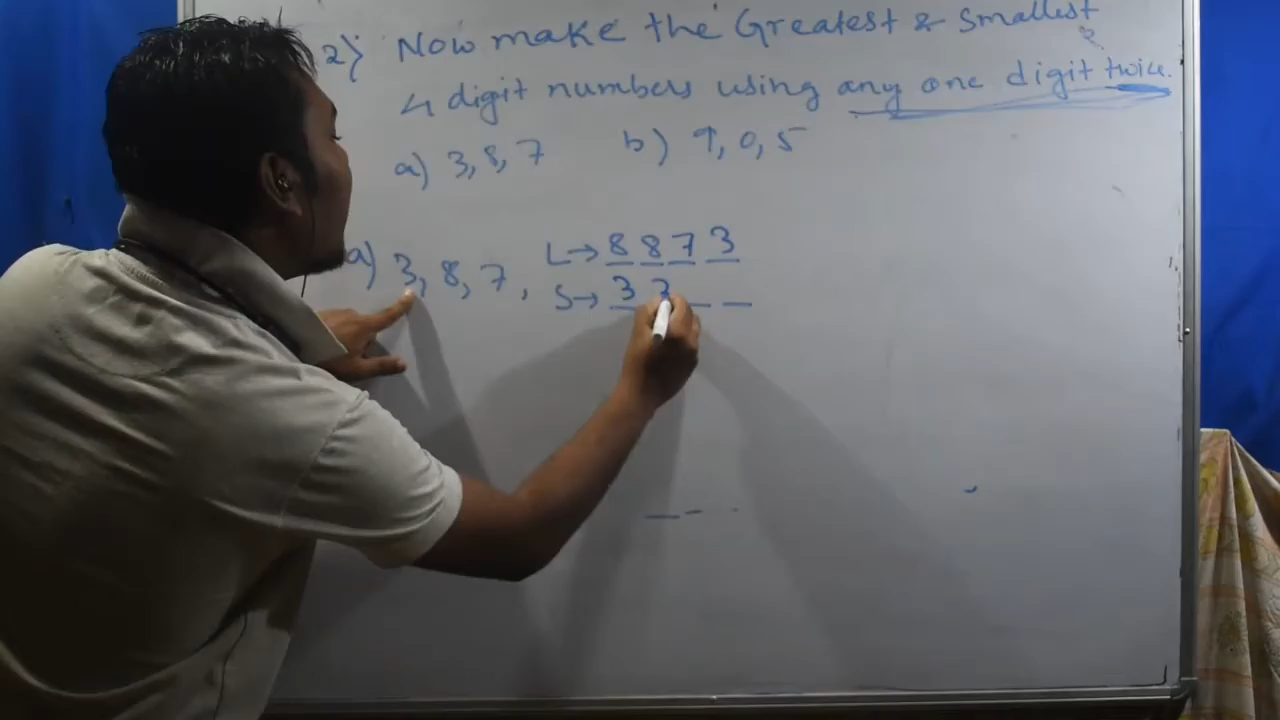 2) Now make the Greatest & Smallest
4 digit numbers using any one digit twice.
a) 3, 8, 7 b) 9, 0, 5
a) 3, 8, 7, L→ 8 8 7 3
S→ 3 3 _ _